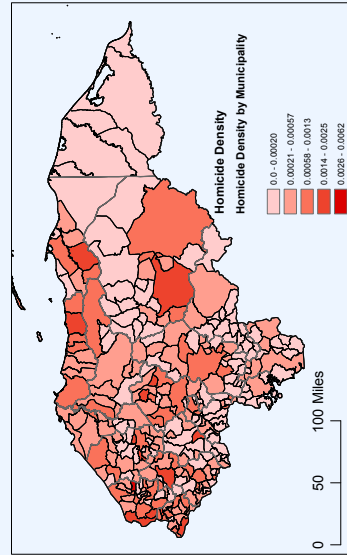 Homicide Density
Homicide Density by Municipality
0.0 - 0.00020
0.00021 - 0.00057
0.00058 - 0.0013
0.0014 - 0.0025
0.0026 - 0.0062
0 50 100 Miles